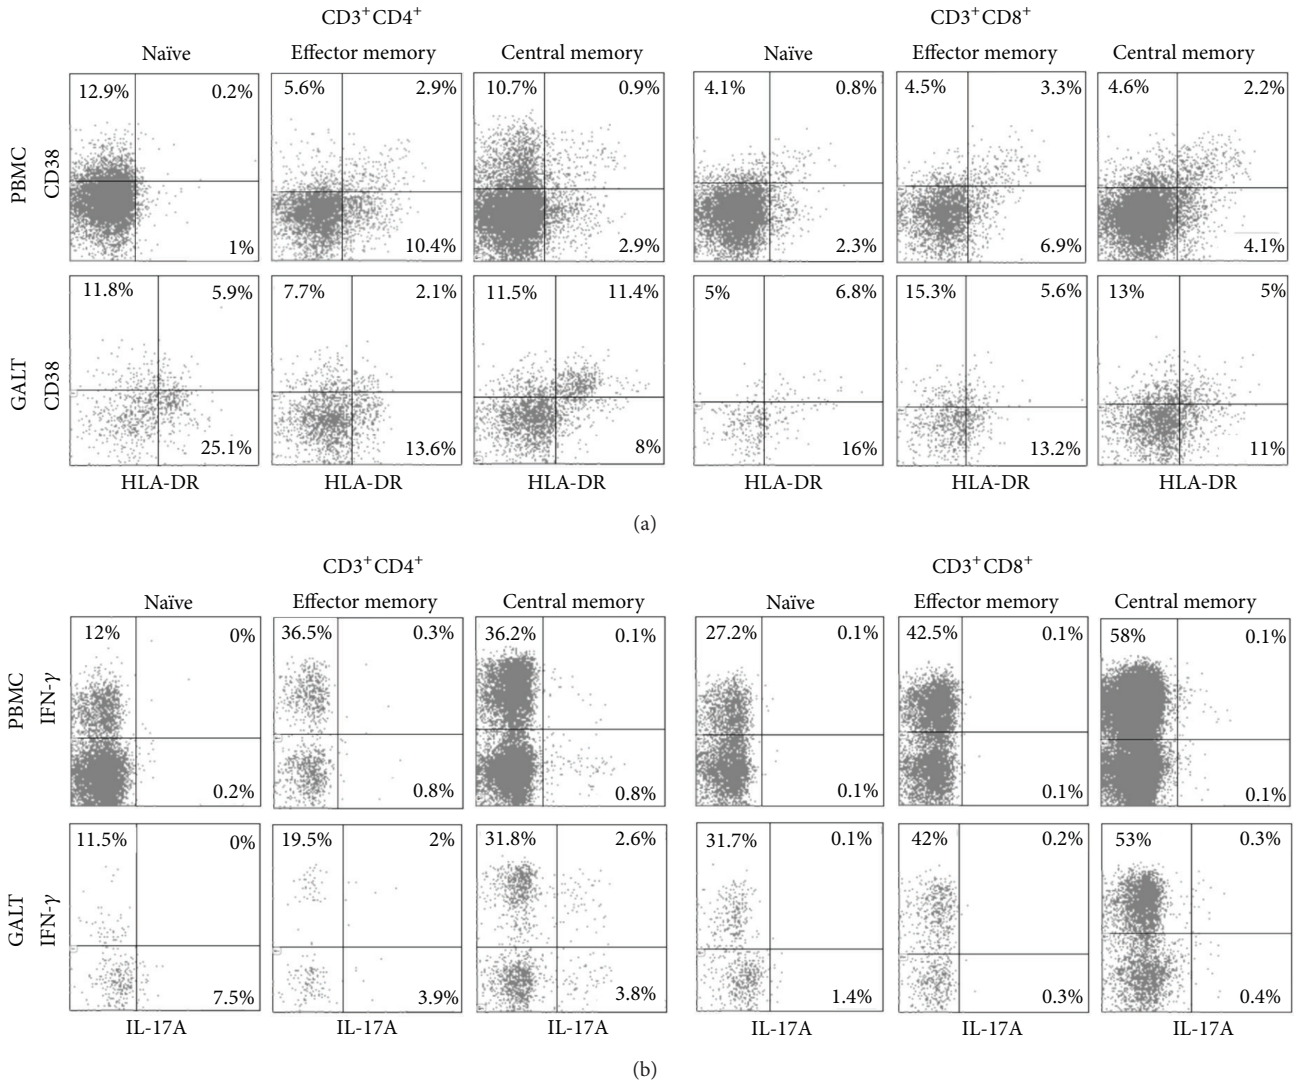 CD3⁺CD4⁺ CD3⁺CD8⁺
Naïve Effector memory Central memory Naïve Effector memory Central memory
12.9% 0.2% 5.6% 2.9% 10.7% 0.9% 4.1% 0.8% 4.5% 3.3% 4.6% 2.2%
PBMC
CD38
1% 10.4% 2.9% 2.3% 6.9% 4.1%
11.8% 5.9% 7.7% 2.1% 11.5% 11.4% 5% 6.8% 15.3% 5.6% 13% 5%
GALT
CD38
25.1% 13.6% 8% 16% 13.2% 11%
HLA-DR HLA-DR HLA-DR HLA-DR HLA-DR HLA-DR
(a)
CD3⁺CD4⁺ CD3⁺CD8⁺
Naïve Effector memory Central memory Naïve Effector memory Central memory
12% 0% 36.5% 0.3% 36.2% 0.1% 27.2% 0.1% 42.5% 0.1% 58% 0.1%
PBMC
IFN-γ
0.2% 0.8% 0.8% 0.1% 0.1% 0.1%
11.5% 0% 19.5% 2% 31.8% 2.6% 31.7% 0.1% 42% 0.2% 53% 0.3%
GALT
IFN-γ
7.5% 3.9% 3.8% 1.4% 0.3% 0.4%
IL-17A IL-17A IL-17A IL-17A IL-17A IL-17A
(b)